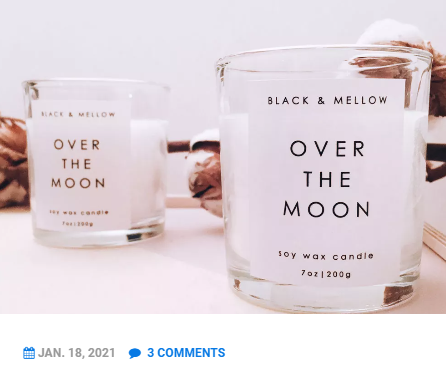 BLACK & MELLOW
OVER
THE
MOON
soy wax candle
7oz|200g
BLACK & MELLOW
OVER
THE
MOON
soy wax candle
7oz|200g
JAN. 18, 2021 3 COMMENTS